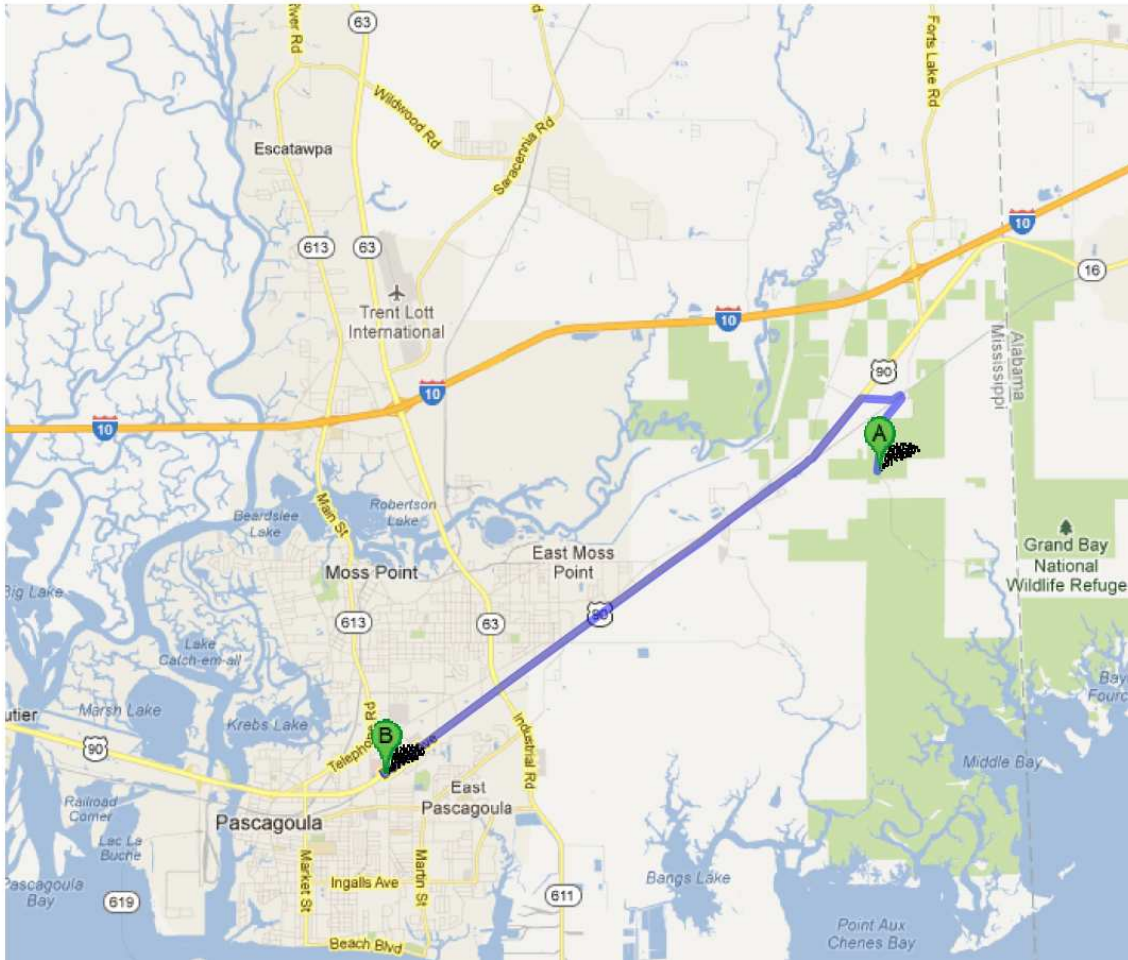 River Rd
63
Forts Lake Rd
Wildwood Rd
Escatawpa
Saracennia Rd
613
63
10
16
Trent Lott
International
10
Alabama
Mississippi
90
10
10
A
Main St
Robertson
Lake
Beardslee
Lake
East Moss
Point
Grand Bay
National
Wildlife Refuge
Moss Point
Big Lake
90
613
63
Lake
Catch-em-all
Marsh Lake
Krebs Lake
Telephone Rd
B
Industrial Rd
90
Middle Bay
East
Pascagoula
Railroad
Corner
Pascagoula
Lac La
Buche
Market St
Martin St
Ingalls Ave
Bangs Lake
Pascagoula
Bay
619
611
Point Aux
Chenes Bay
Beach Blvd